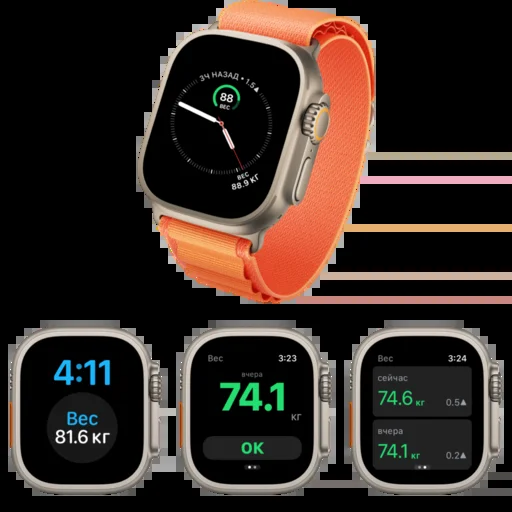 3Ч НАЗАД • 1.5▲
88
ВЕС
ВЕС
88.9 КГ
4:11
Вес
81.6 кг
Вес 3:23
вчера
74.1
кг
OK
Вес 3:24
сейчас
74.6 кг 0.5▲
вчера
74.1 кг 0.2▲